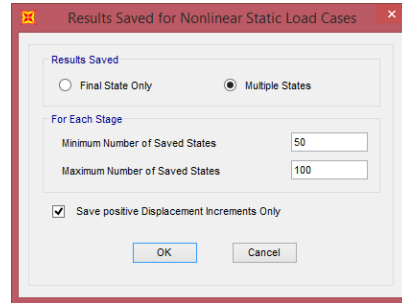 Results Saved for Nonlinear Static Load Cases
Results Saved
Final State Only
Multiple States
For Each Stage
Minimum Number of Saved States
50
Maximum Number of Saved States
100
Save positive Displacement Increments Only
OK
Cancel